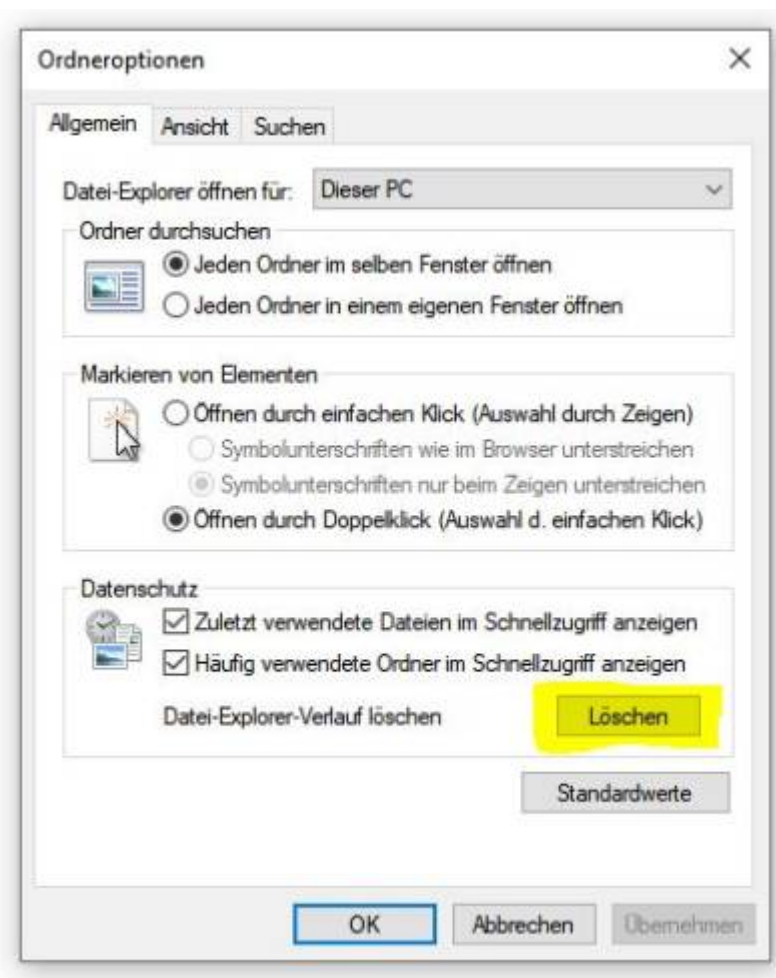 Ordneroptionen
Allgemein Ansicht Suchen
Datei-Explorer öffnen für: Dieser PC
Ordner durchsuchen
Jeden Ordner im selben Fenster öffnen
Jeden Ordner in einem eigenen Fenster öffnen
Markieren von Elementen
Öffnen durch einfachen Klick (Auswahl durch Zeigen)
Symbolunterschriften wie im Browser unterstreichen
Symbolunterschriften nur beim Zeigen unterstreichen
Öffnen durch Doppelklick (Auswahl d. einfachen Klick)
Datenschutz
Zuletzt verwendete Dateien im Schnellzugriff anzeigen
Häufig verwendete Ordner im Schnellzugriff anzeigen
Datei-Explorer-Verlauf löschen Löschen
Standardwerte
OK Abbrechen Übernehmen